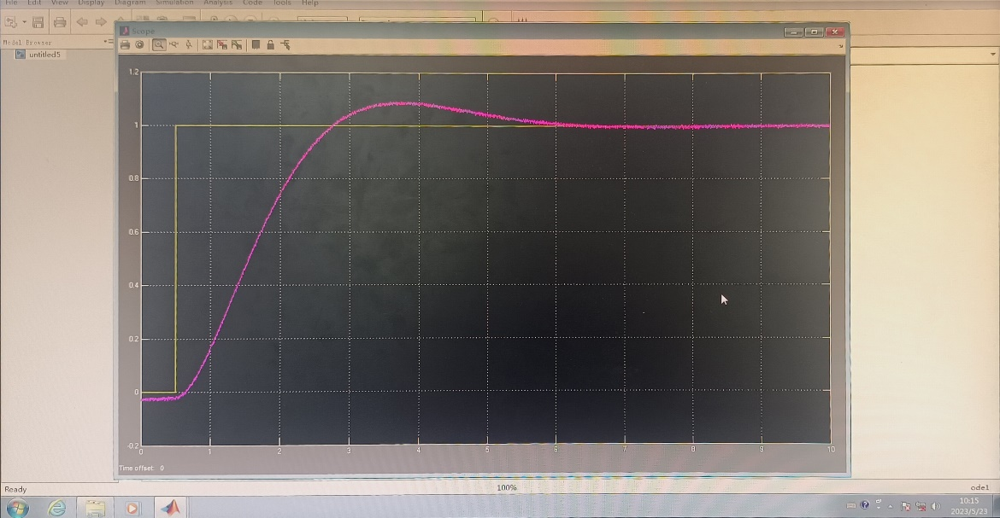 File Edit View Display Diagram Simulation Analysis Code Tools Help
Model Browser
untitled5
Scope
1.2
1
0.8
0.6
0.4
0.2
0
-0.2
0 1 2 3 4 5 6 7 8 9 10
Time offset: 0
Ready 100% ode1
10:15
2023/5/23